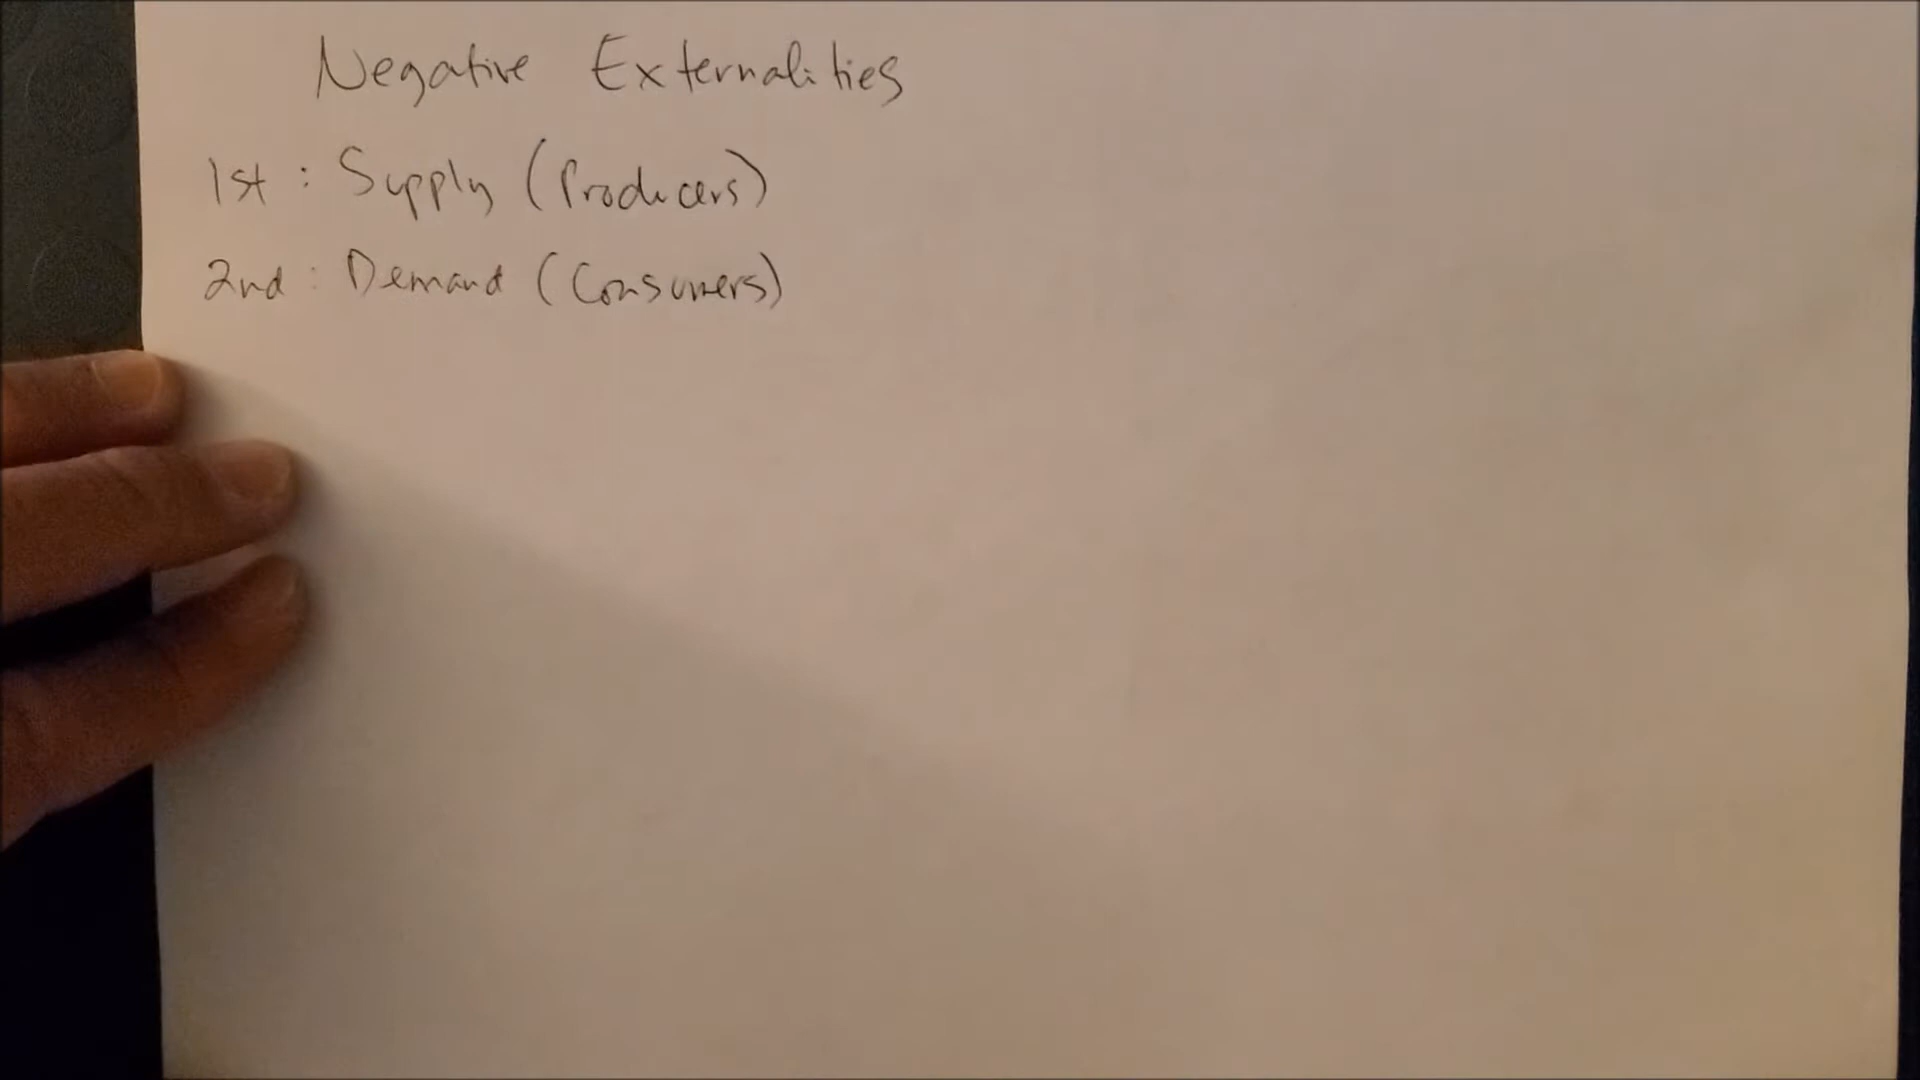 Negative Externalities
1st : Supply (Producers)
2nd : Demand (Consumers)